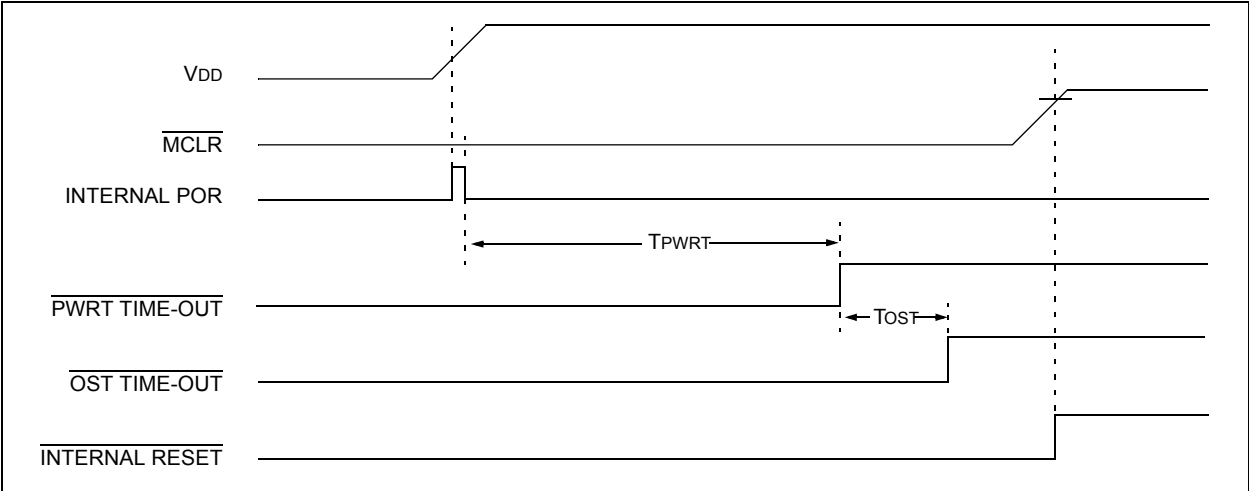 VDD
MCLR
INTERNAL POR
TPWRT
PWRT TIME-OUT
TOST
OST TIME-OUT
INTERNAL RESET